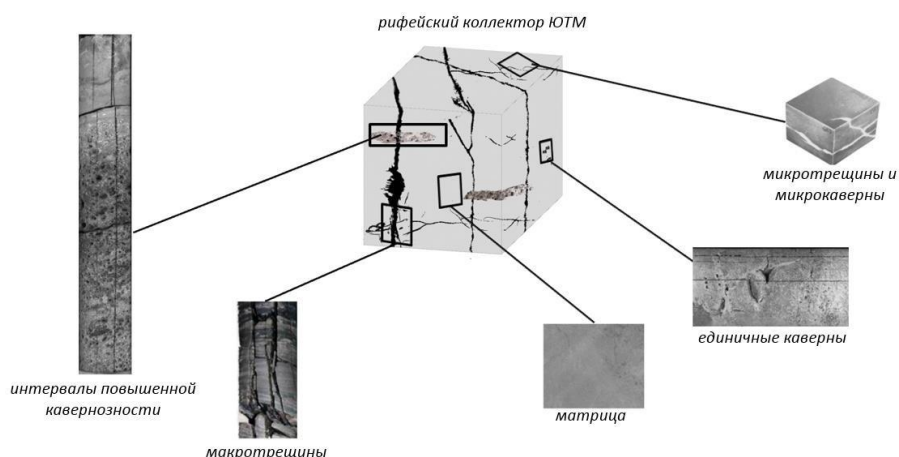 рифейский коллектор ЮТМ
микротрещины и
микрокаверны
единичные каверны
интервалы повышенной
кавернозности
матрица
макротрещины